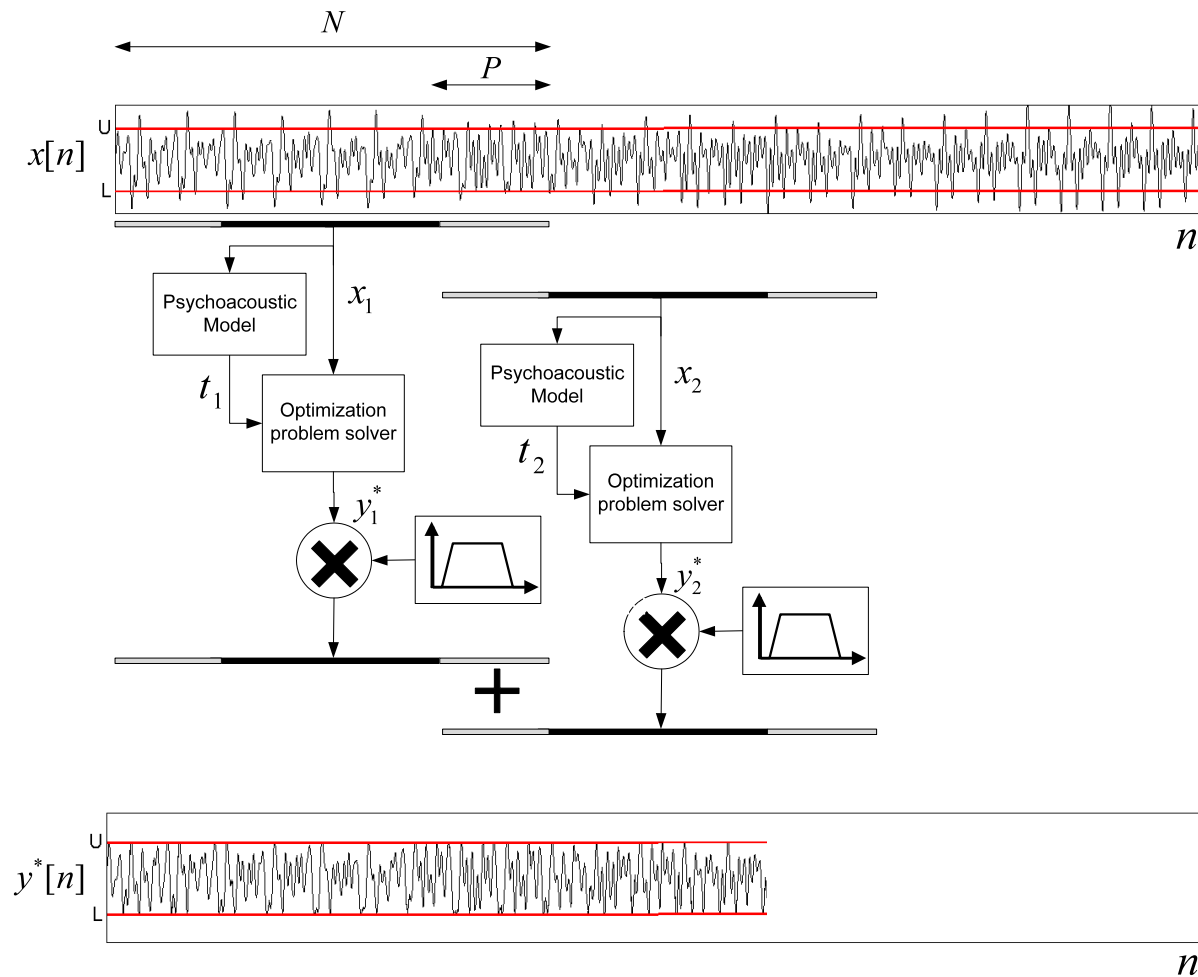 N
P
U
x[n]
L
n
Psychoacoustic
Model
x₁
t₁
Optimization
problem solver
y₁*
Psychoacoustic
Model
x₂
t₂
Optimization
problem solver
y₂*
+
U
y*[n]
L
n